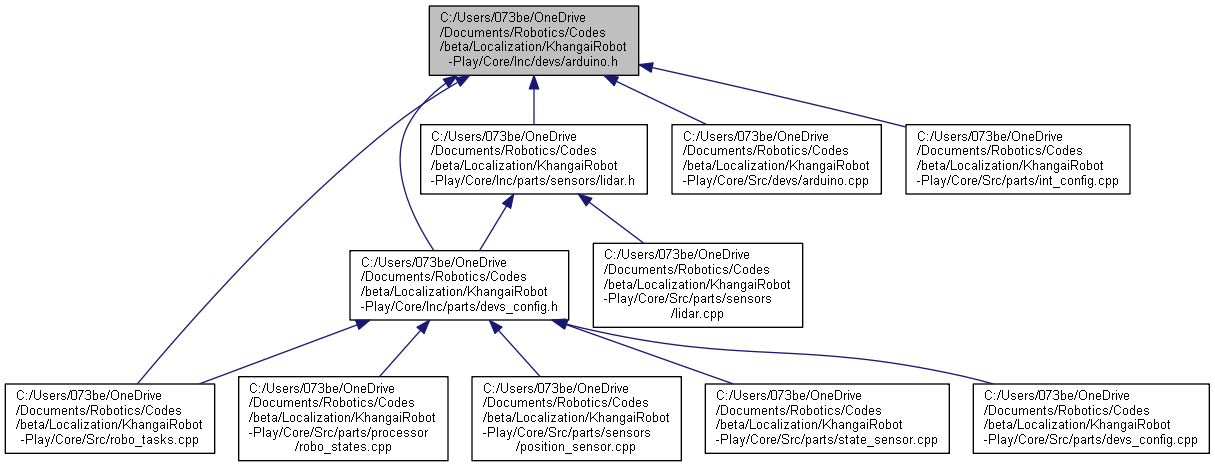 C:/Users/073be/OneDrive
/Documents/Robotics/Codes
/beta/Localization/KhangaiRobot
-Play/Core/Inc/devs/arduino.h
C:/Users/073be/OneDrive
/Documents/Robotics/Codes
/beta/Localization/KhangaiRobot
-Play/Core/Inc/parts/sensors/lidar.h
C:/Users/073be/OneDrive
/Documents/Robotics/Codes
/beta/Localization/KhangaiRobot
-Play/Core/Src/devs/arduino.cpp
C:/Users/073be/OneDrive
/Documents/Robotics/Codes
/beta/Localization/KhangaiRobot
-Play/Core/Src/parts/int_config.cpp
C:/Users/073be/OneDrive
/Documents/Robotics/Codes
/beta/Localization/KhangaiRobot
-Play/Core/Inc/parts/devs_config.h
C:/Users/073be/OneDrive
/Documents/Robotics/Codes
/beta/Localization/KhangaiRobot
-Play/Core/Src/parts/sensors
/lidar.cpp
C:/Users/073be/OneDrive
/Documents/Robotics/Codes
/beta/Localization/KhangaiRobot
-Play/Core/Src/robo_tasks.cpp
C:/Users/073be/OneDrive
/Documents/Robotics/Codes
/beta/Localization/KhangaiRobot
-Play/Core/Src/parts/processor
/robo_states.cpp
C:/Users/073be/OneDrive
/Documents/Robotics/Codes
/beta/Localization/KhangaiRobot
-Play/Core/Src/parts/sensors
/position_sensor.cpp
C:/Users/073be/OneDrive
/Documents/Robotics/Codes
/beta/Localization/KhangaiRobot
-Play/Core/Src/parts/state_sensor.cpp
C:/Users/073be/OneDrive
/Documents/Robotics/Codes
/beta/Localization/KhangaiRobot
-Play/Core/Src/parts/devs_config.cpp